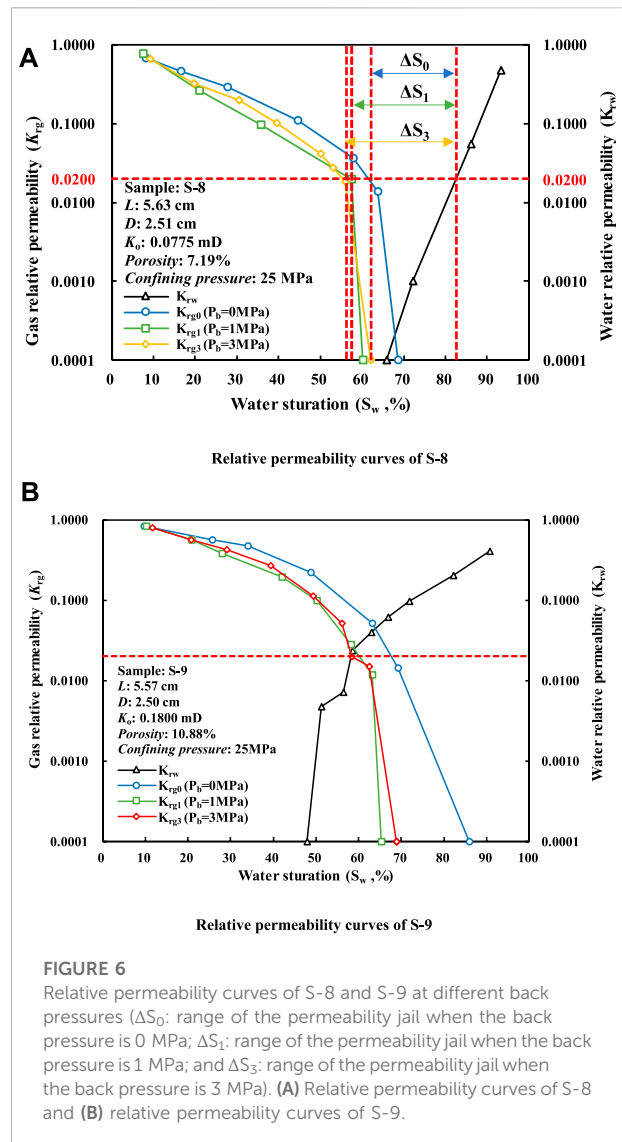 A
1.0000
0.1000
0.0200
0.0100
0.0010
0.0001
Gas relative permeability (Krg)
1.0000
0.1000
0.0200
0.0100
0.0010
0.0001
Water relative permeability (Krw)
ΔS0
ΔS1
ΔS3
Sample: S-8
L: 5.63 cm
D: 2.51 cm
Ko: 0.0775 mD
Porosity: 7.19%
Confining pressure: 25 MPa
Krw
Krg0 (Pb=0MPa)
Krg1 (Pb=1MPa)
Krg3 (Pb=3MPa)
0 10 20 30 40 50 60 70 80 90 100
Water sturation (Sw ,%)
Relative permeability curves of S-8
B
1.0000
0.1000
0.0100
0.0010
0.0001
Gas relative permeability (Krg)
1.0000
0.1000
0.0100
0.0010
0.0001
Water relative permeability (Krw)
Sample: S-9
L: 5.57 cm
D: 2.50 cm
Ko: 0.1800 mD
Porosity: 10.88%
Confining pressure: 25MPa
Krw
Krg0 (Pb=0MPa)
Krg1 (Pb=1MPa)
Krg3 (Pb=3MPa)
0 10 20 30 40 50 60 70 80 90 100
Water sturation (Sw ,%)
Relative permeability curves of S-9
FIGURE 6
Relative permeability curves of S-8 and S-9 at different back
pressures (ΔS0: range of the permeability jail when the back
pressure is 0 MPa; ΔS1: range of the permeability jail when the back
pressure is 1 MPa; and ΔS3: range of the permeability jail when
the back pressure is 3 MPa). (A) Relative permeability curves of S-8
and (B) relative permeability curves of S-9.